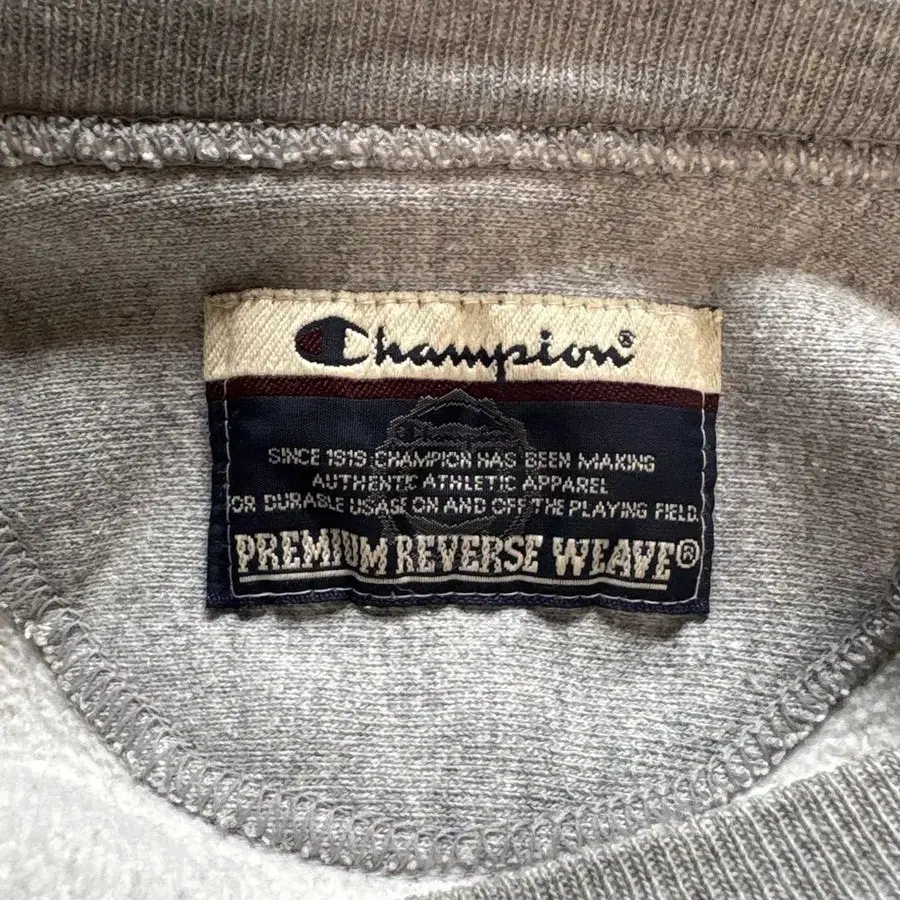 Champion®
Champion
SINCE 1919 CHAMPION HAS BEEN MAKING
AUTHENTIC ATHLETIC APPAREL
FOR DURABLE USAGE ON AND OFF THE PLAYING FIELD.
PREMIUM REVERSE WEAVE®